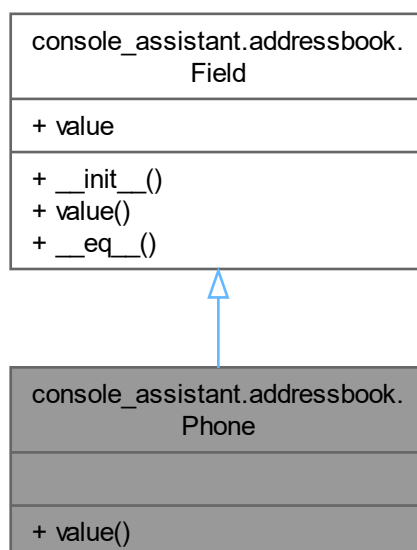 console_assistant.addressbook.
Field
+ value
+ __init__()
+ value()
+ __eq__()
console_assistant.addressbook.
Phone
+ value()